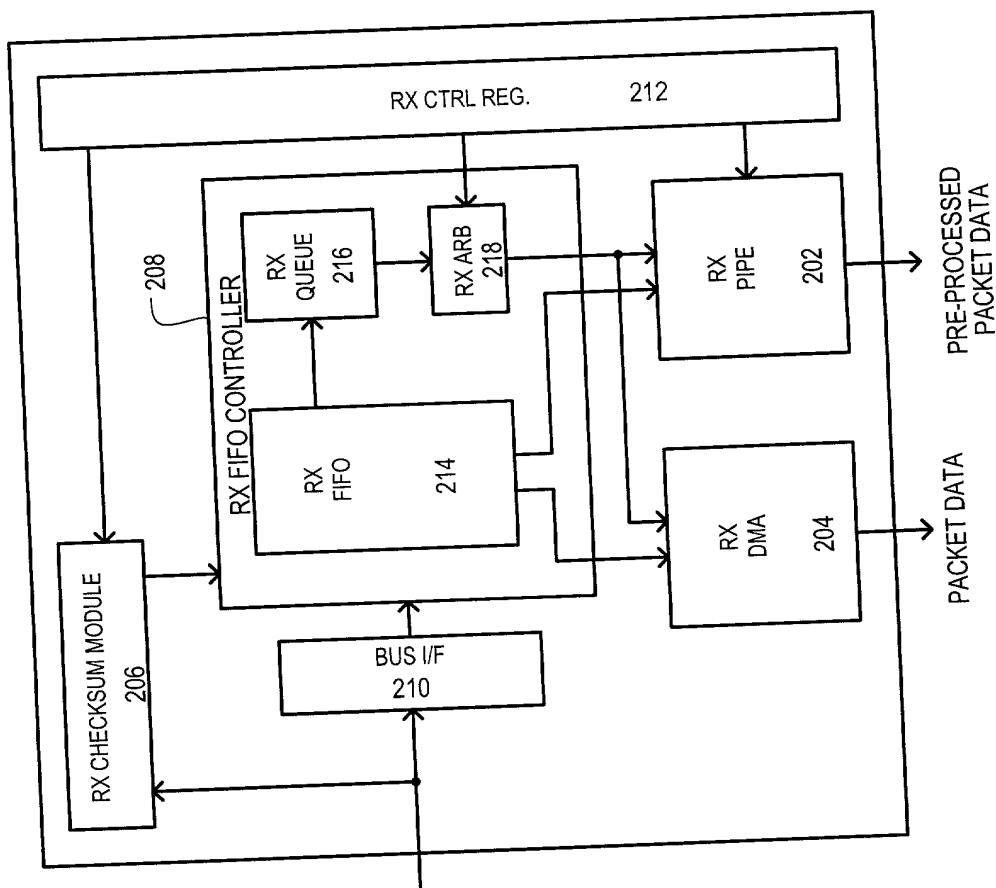 RX CTRL REG. 212
208
RX FIFO CONTROLLER
RX
QUEUE
216
RX ARB
218
RX
FIFO
214
RX CHECKSUM MODULE
206
BUS I/F
210
RX
PIPE
202
RX
DMA
204
PRE-PROCESSED
PACKET DATA
PACKET DATA